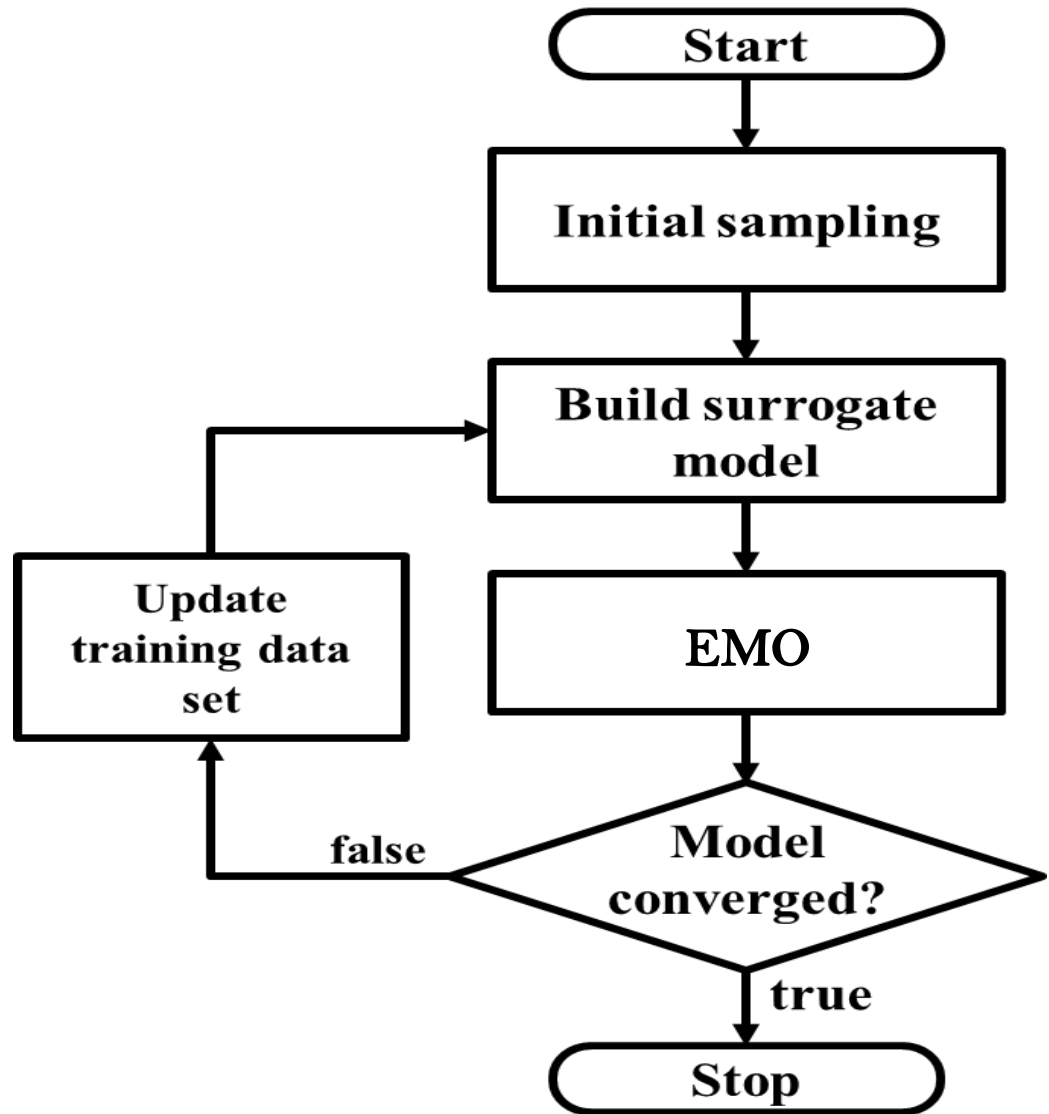 Start
Initial sampling
Build surrogate
model
EMO
Update
training data
set
Model
converged?
false
true
Stop